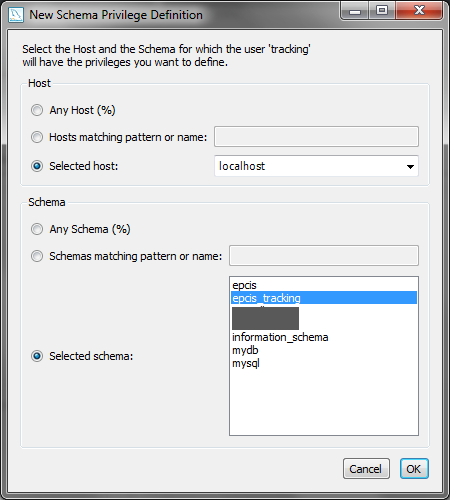 New Schema Privilege Definition
Select the Host and the Schema for which the user 'tracking'
will have the privileges you want to define.
Host
Any Host (%)
Hosts matching pattern or name:
Selected host:
localhost
Schema
Any Schema (%)
Schemas matching pattern or name:
Selected schema:
epcis
epcis_tracking
information_schema
mydb
mysql
Cancel
OK